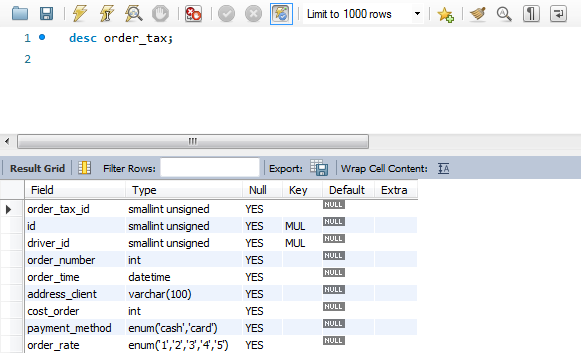 Limit to 1000 rows
1 desc order_tax;
2
Result Grid Filter Rows: Export: Wrap Cell Content:
Field Type Null Key Default Extra
order_tax_id smallint unsigned YES NULL
id smallint unsigned YES MUL NULL
driver_id smallint unsigned YES MUL NULL
order_number int YES NULL
order_time datetime YES NULL
address_client varchar(100) YES NULL
cost_order int YES NULL
payment_method enum('cash','card') YES NULL
order_rate enum('1','2','3','4','5') YES NULL